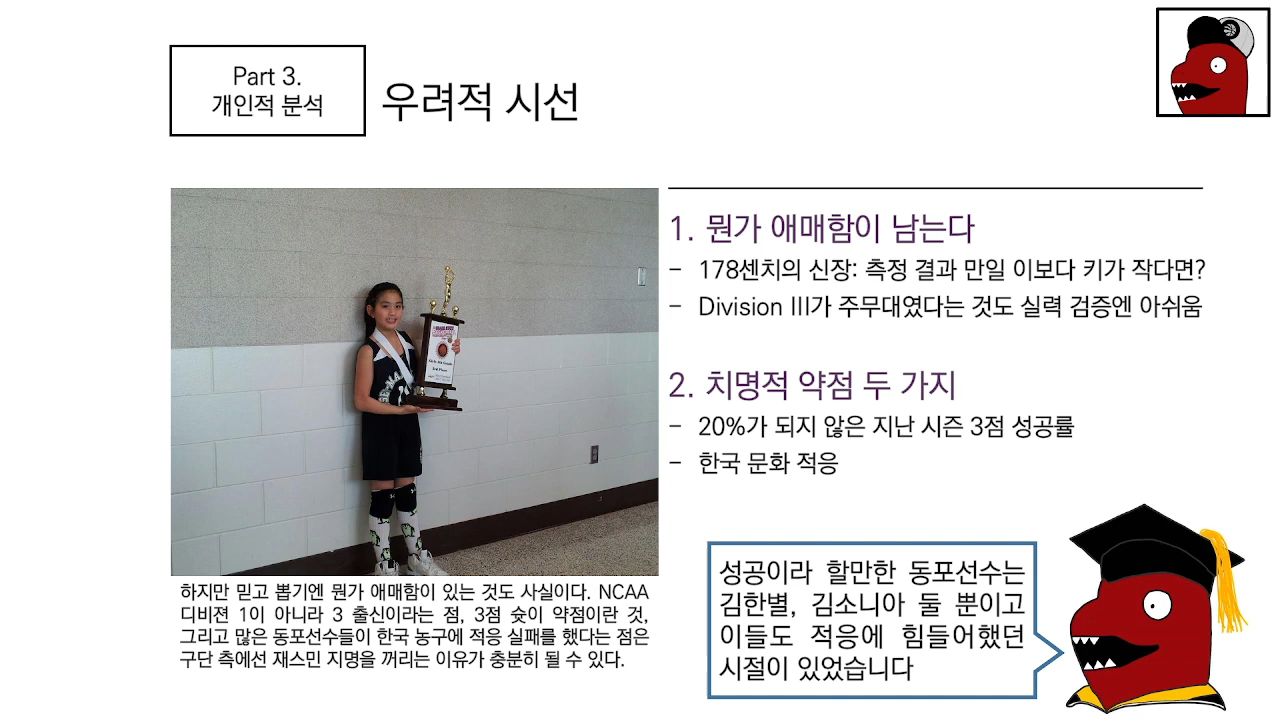 Part 3.
개인적 분석
우려적 시선
1. 뭔가 애매함이 남는다
- 178센치의 신장: 측정 결과 만일 이보다 키가 작다면?
- Division III가 주무대였다는 것도 실력 검증엔 아쉬움
2. 치명적 약점 두 가지
- 20%가 되지 않은 지난 시즌 3점 성공률
- 한국 문화 적응
하지만 믿고 뽑기엔 뭔가 애매함이 있는 것도 사실이다. NCAA
디비젼 1이 아니라 3 출신이라는 점, 3점 슛이 약점이란 것,
그리고 많은 동포선수들이 한국 농구에 적응 실패를 했다는 점은
구단 측에선 재스민 지명을 꺼리는 이유가 충분히 될 수 있다.
성공이라 할만한 동포선수는
김한별, 김소니아 둘 뿐이고
이들도 적응에 힘들어했던
시절이 있었습니다